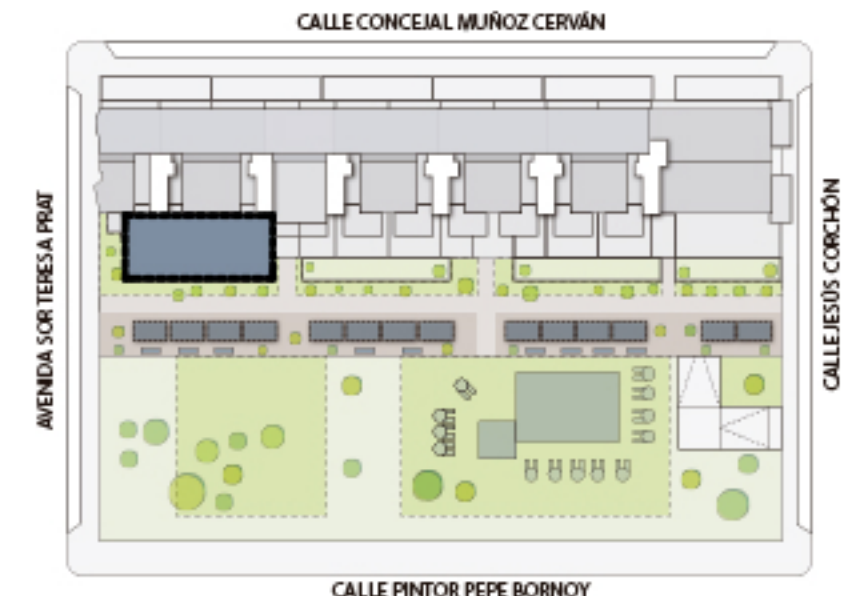 CALLE CONCEJAL MUÑOZ CERVÁN
AVENIDA SOR TERESA PRAT
CALLE JESÚS CORCHÓN
CALLE PINTOR PEPE BORNOY